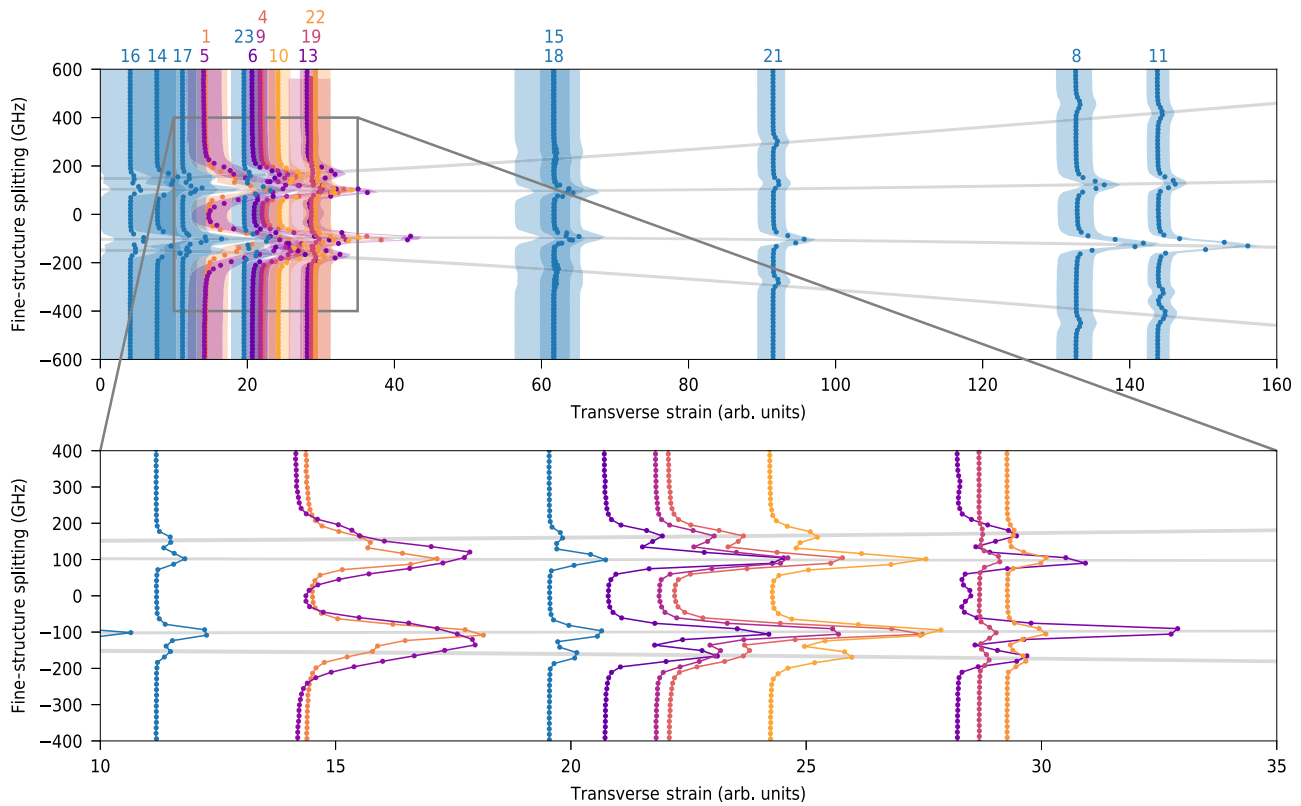 4 22
1 19 15
16 14 17 5 23 6 9 10 13 18 21 8 11
600
400
200
0
−200
−400
−600
Fine-structure splitting (GHz)
0 20 40 60 80 100 120 140 160
Transverse strain (arb. units)
400
300
200
100
0
−100
−200
−300
−400
Fine-structure splitting (GHz)
10 15 20 25 30 35
Transverse strain (arb. units)